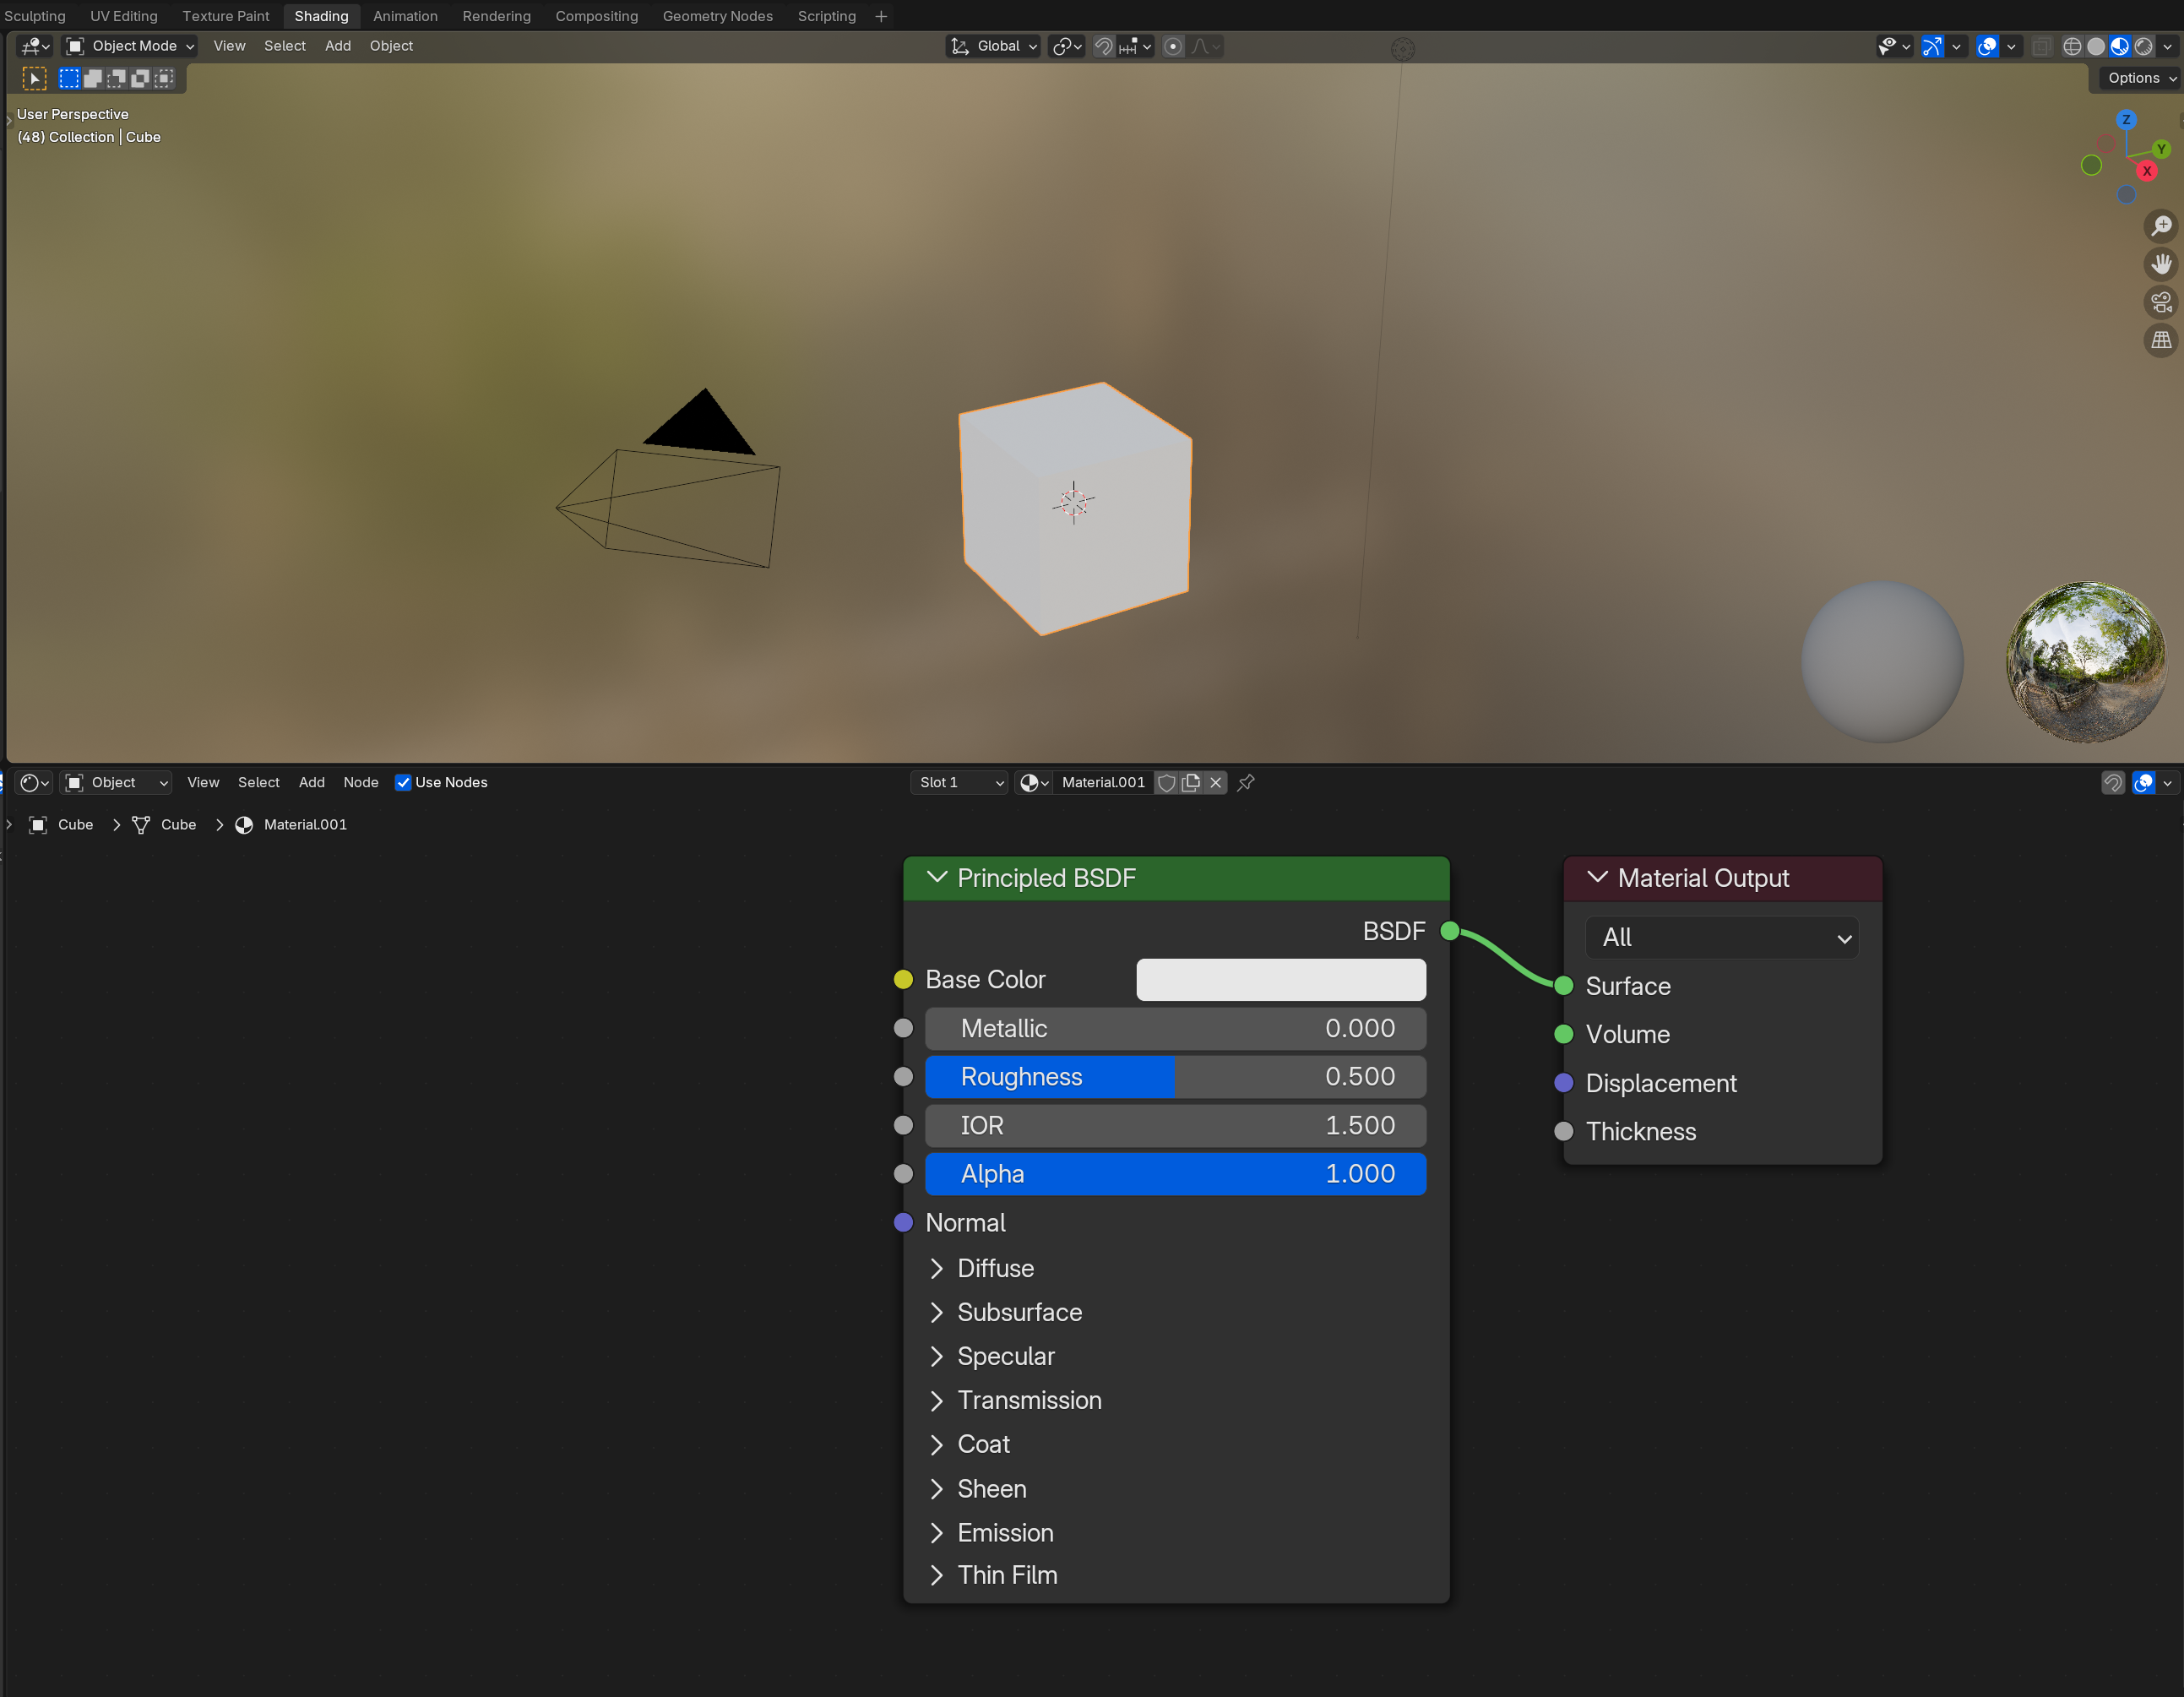 Sculpting UV Editing Texture Paint Shading Animation Rendering Compositing Geometry Nodes Scripting +
Object Mode View Select Add Object Global
Options
User Perspective
(48) Collection | Cube
Z
Y
X
Object View Select Add Node Use Nodes Slot 1 Material.001
Cube > Cube > Material.001
Principled BSDF
BSDF
Base Color
Metallic 0.000
Roughness 0.500
IOR 1.500
Alpha 1.000
Normal
Diffuse
Subsurface
Specular
Transmission
Coat
Sheen
Emission
Thin Film
Material Output
All
Surface
Volume
Displacement
Thickness